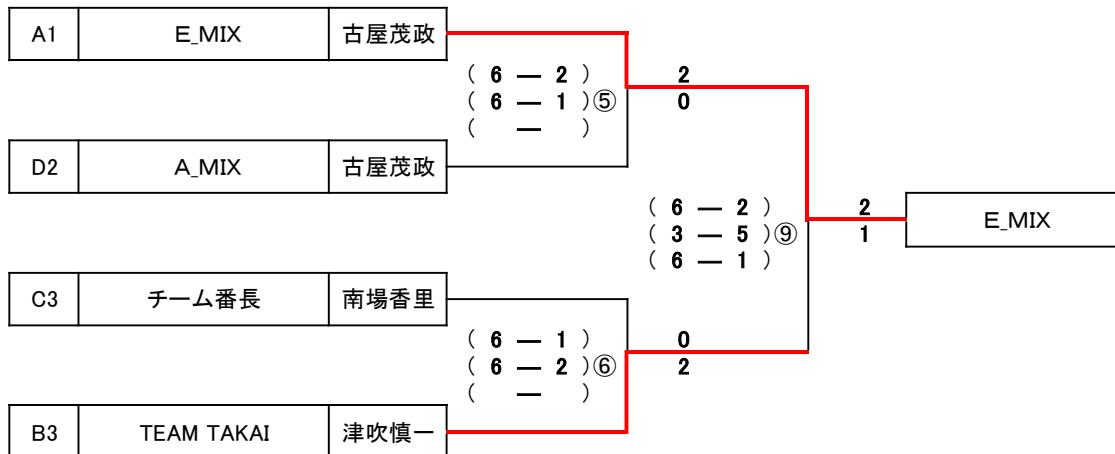 A1 E_MIX 古屋茂政
( 6 ― 2 ) 2
( 6 ― 1 )⑤ 0
( ― )
D2 A_MIX 古屋茂政
( 6 ― 2 ) 2
( 3 ― 5 )⑨ 1 E_MIX
( 6 ― 1 )
C3 チーム番長 南場香里
( 6 ― 1 ) 0
( 6 ― 2 )⑥ 2
( ― )
B3 TEAM TAKAI 津吹慎一